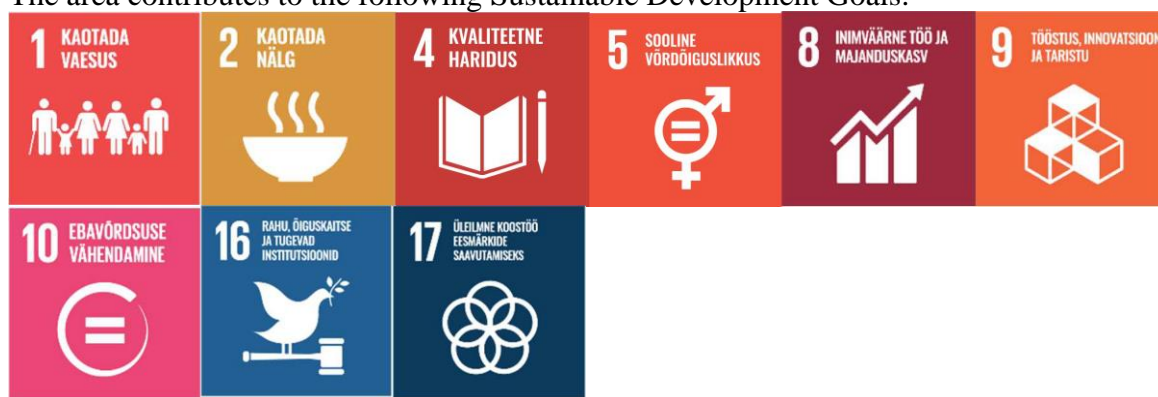 The area contributes to the following Sustainable Development Goals:
1 KAOTADA
VAESUS
2 KAOTADA
NÄLG
4 KVALITEETNE
HARIDUS
5 SOOLINE
VÕRDÕIGUSLIKKUS
8 INIMVÄÄRNE TÖÖ JA
MAJANDUSKASV
9 TÖÖSTUS, INNOVATSIOON
JA TARISTU
10 EBAVÕRDSUSE
VÄHENDAMINE
16 RAHU, ÕIGUSKAITSE
JA TUGEVAD
INSTITUTSIOONID
17 ÜLEILMNE KOOSTÖÖ
EESMÄRKIDE
SAAVUTAMISEKS